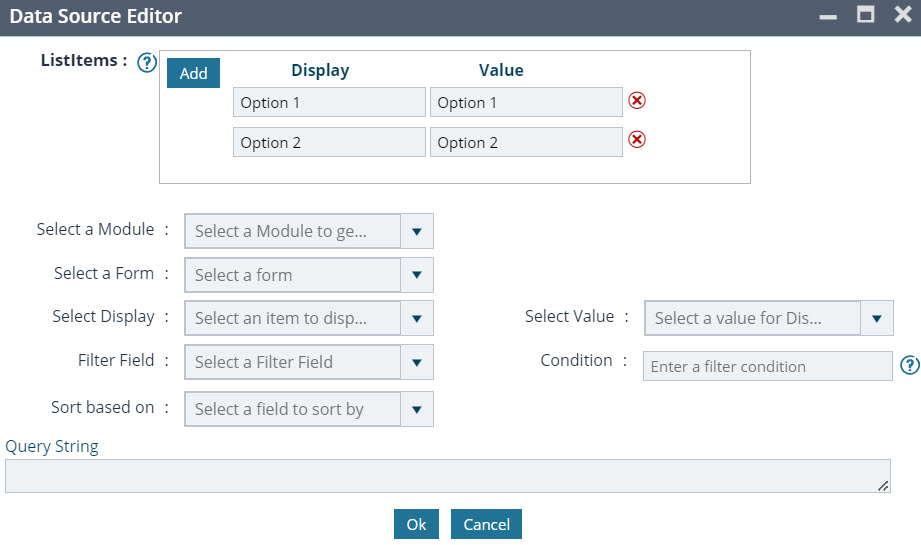 Data Source Editor
ListItems : ?
Add Display Value
Option 1 Option 1
Option 2 Option 2
Select a Module : Select a Module to ge...
Select a Form : Select a form
Select Display : Select an item to disp... Select Value : Select a value for Dis...
Filter Field : Select a Filter Field Condition : Enter a filter condition ?
Sort based on : Select a field to sort by
Query String
Ok Cancel